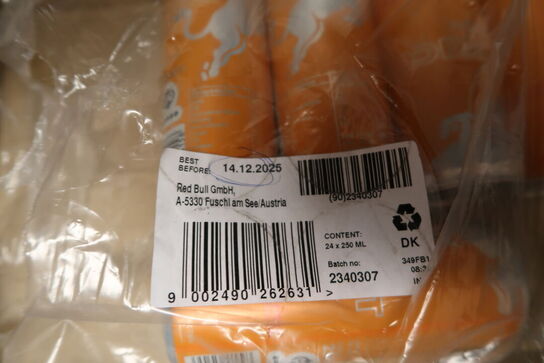 BEST
BEFORE: 14.12.2025
Red Bull GmbH,
A-5330 Fuschl am See/Austria
(90)2340307
CONTENT:
24 x 250 ML
DK
Batch no:
2340307
349FB1
9 002490 262631 >